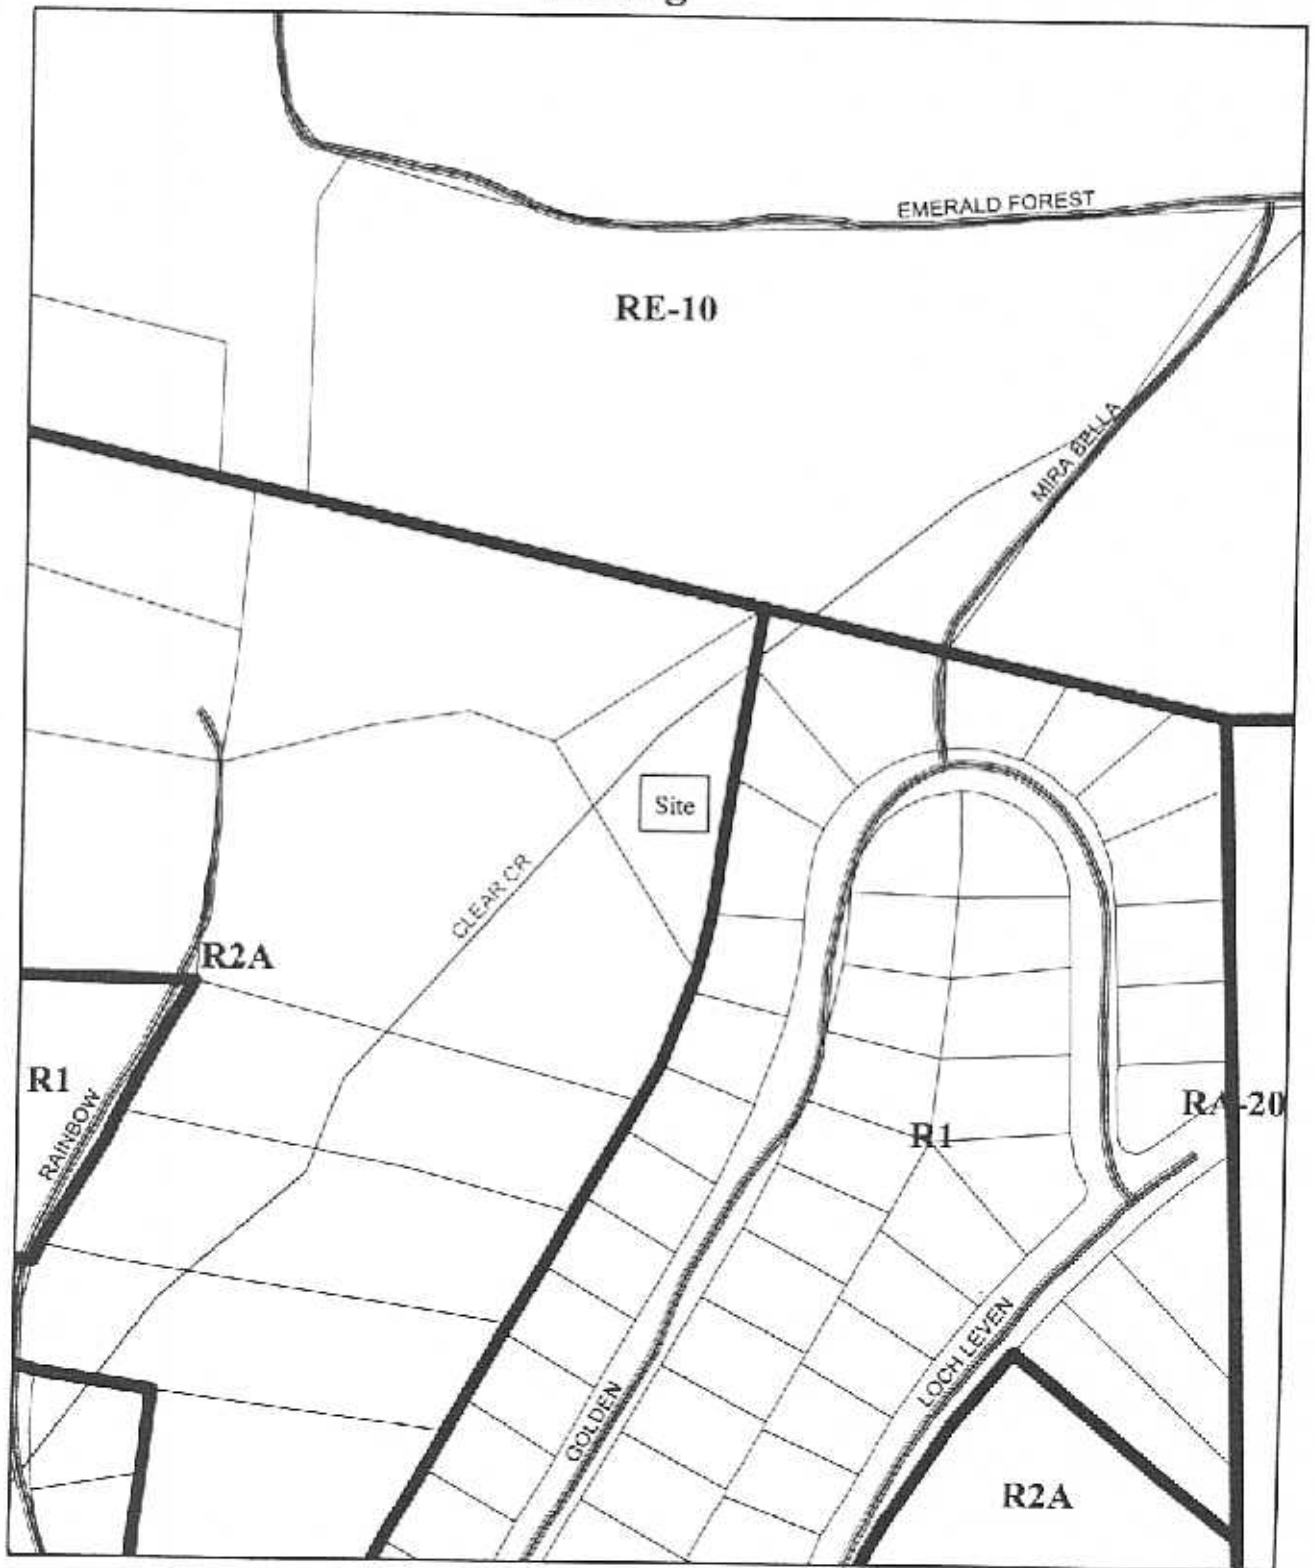 EMERALD FOREST
RE-10
MIRA BELLA
Site
CLEAR CR
R2A
R1
RAINBOW
RA-20
R1
LOCH LEVEN
GOLDEN
R2A